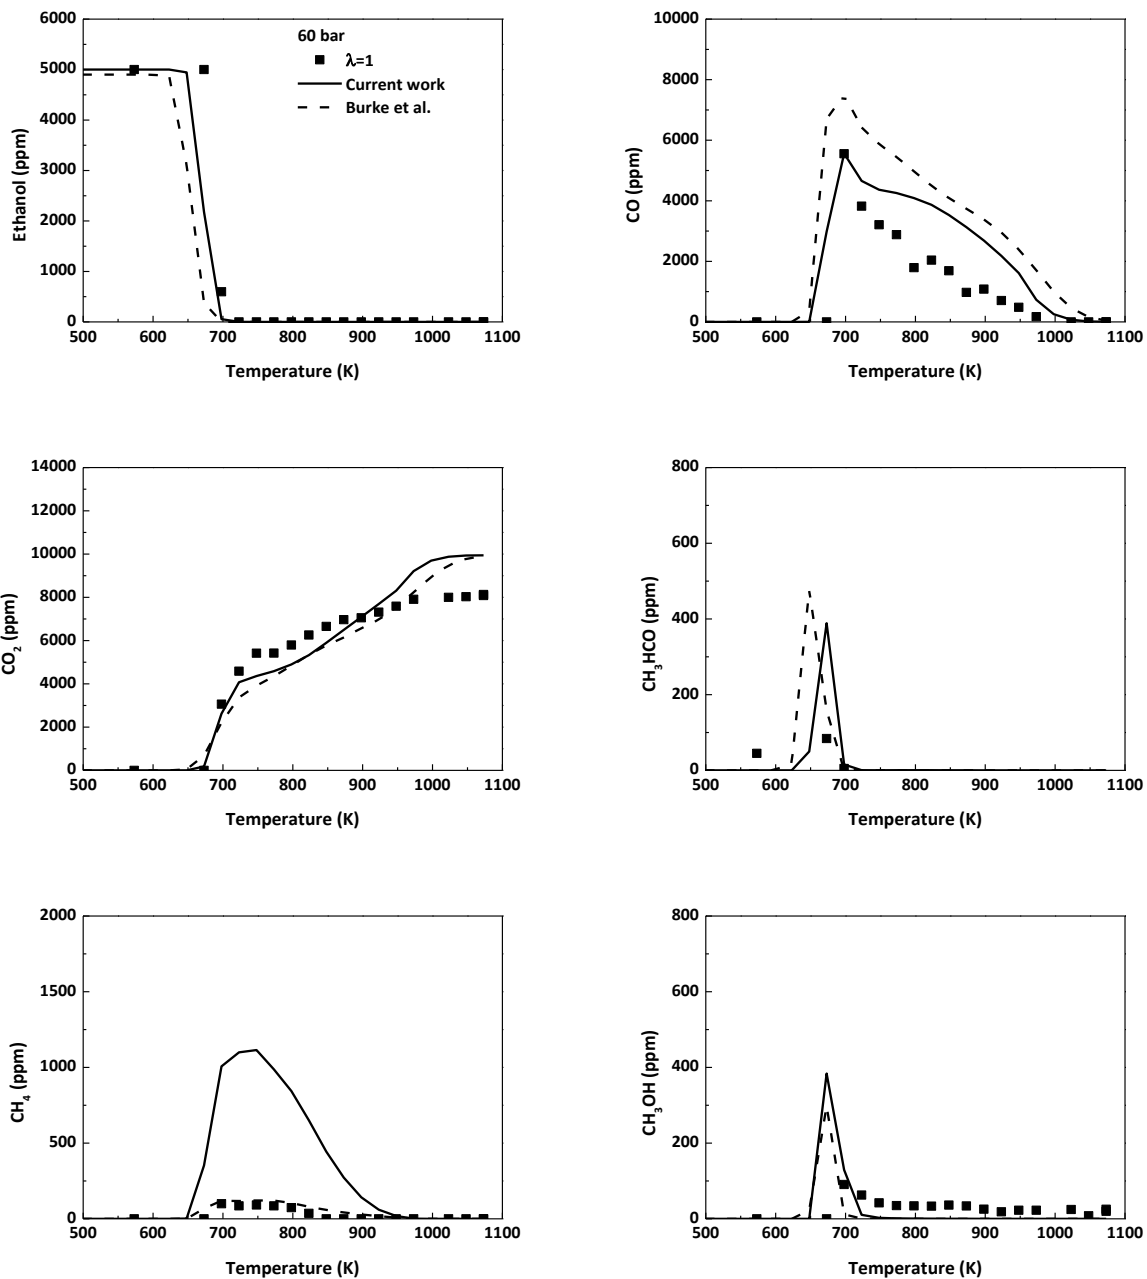 60 bar
λ=1
Current work
Burke et al.
Ethanol (ppm)
6000
5000
4000
3000
2000
1000
0
500 600 700 800 900 1000 1100
Temperature (K)
CO (ppm)
10000
8000
6000
4000
2000
0
500 600 700 800 900 1000 1100
Temperature (K)
CO2 (ppm)
14000
12000
10000
8000
6000
4000
2000
0
500 600 700 800 900 1000 1100
Temperature (K)
CH3HCO (ppm)
800
600
400
200
0
500 600 700 800 900 1000 1100
Temperature (K)
CH4 (ppm)
2000
1500
1000
500
0
500 600 700 800 900 1000 1100
Temperature (K)
CH3OH (ppm)
800
600
400
200
0
500 600 700 800 900 1000 1100
Temperature (K)